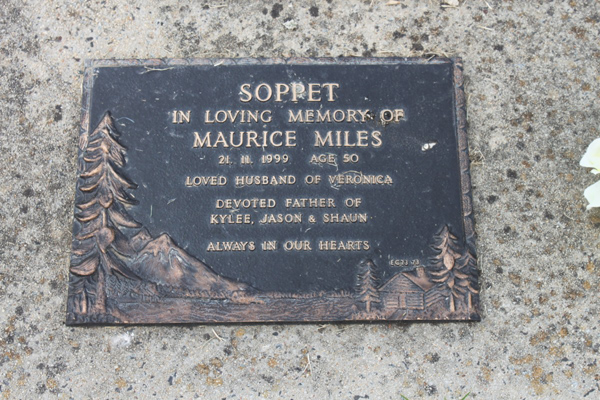 SOPPET
IN LOVING MEMORY OF
MAURICE MILES
21. 11. 1999 AGE 50
LOVED HUSBAND OF VERONICA
DEVOTED FATHER OF
KYLEE, JASON & SHAUN
ALWAYS IN OUR HEARTS